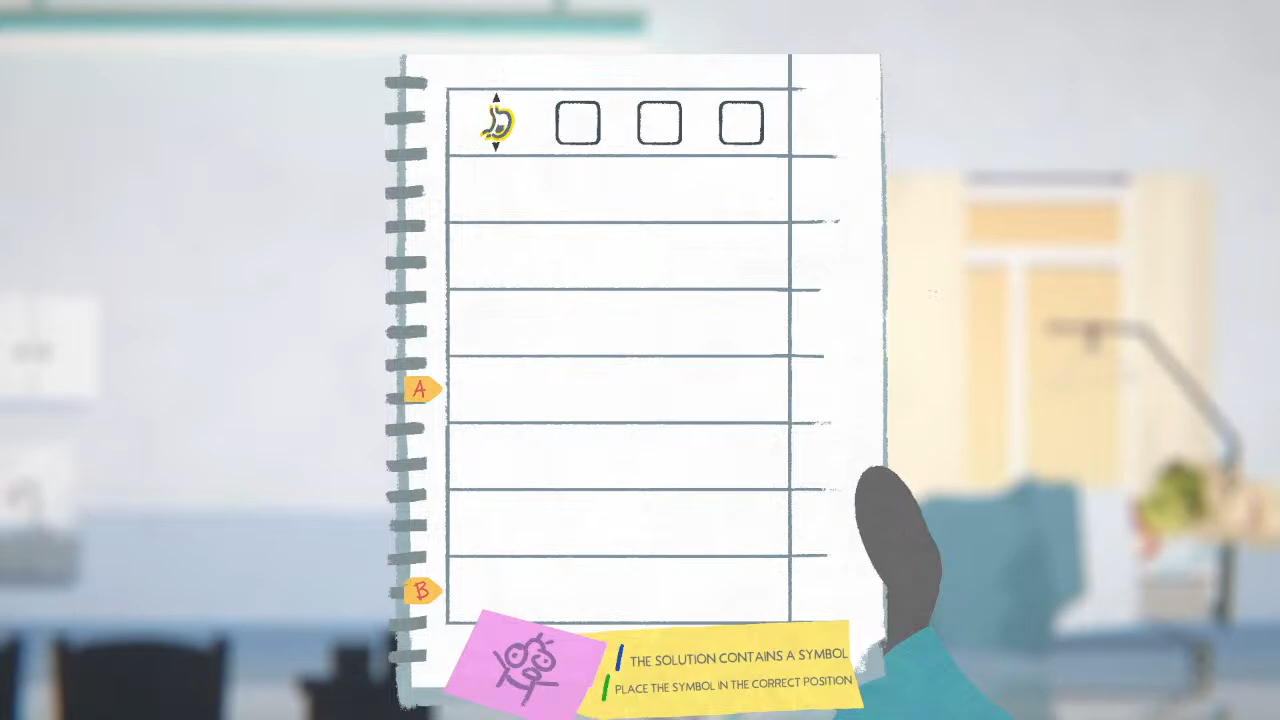 A
B
THE SOLUTION CONTAINS A SYMBOL
PLACE THE SYMBOL IN THE CORRECT POSITION